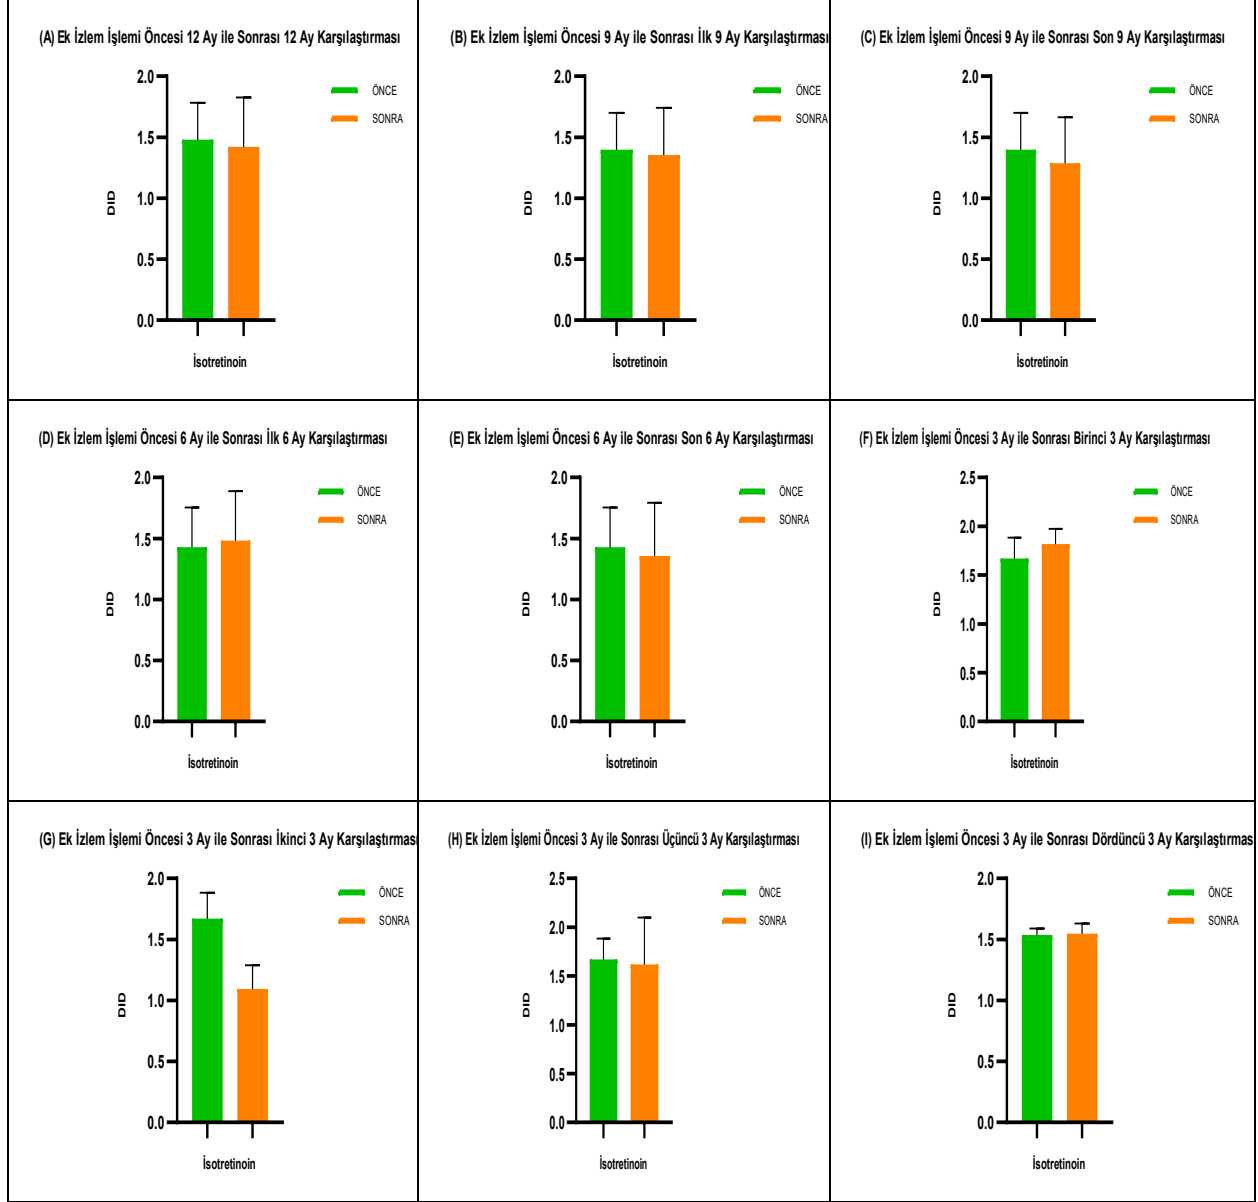 (A) Ek İzlem İşlemi Öncesi 12 Ay ile Sonrası 12 Ay Karşılaştırması
2.0
1.5
1.0
0.5
0.0
DID
ÖNCE
SONRA
İsotretinoin
(B) Ek İzlem İşlemi Öncesi 9 Ay ile Sonrası İlk 9 Ay Karşılaştırması
2.0
1.5
1.0
0.5
0.0
DID
ÖNCE
SONRA
İsotretinoin
(C) Ek İzlem İşlemi Öncesi 9 Ay ile Sonrası Son 9 Ay Karşılaştırması
2.0
1.5
1.0
0.5
0.0
DID
ÖNCE
SONRA
İsotretinoin
(D) Ek İzlem İşlemi Öncesi 6 Ay ile Sonrası İlk 6 Ay Karşılaştırması
2.0
1.5
1.0
0.5
0.0
DID
ÖNCE
SONRA
İsotretinoin
(E) Ek İzlem İşlemi Öncesi 6 Ay ile Sonrası Son 6 Ay Karşılaştırması
2.0
1.5
1.0
0.5
0.0
DID
ÖNCE
SONRA
İsotretinoin
(F) Ek İzlem İşlemi Öncesi 3 Ay ile Sonrası Birinci 3 Ay Karşılaştırması
2.5
2.0
1.5
1.0
0.5
0.0
DID
ÖNCE
SONRA
İsotretinoin
(G) Ek İzlem İşlemi Öncesi 3 Ay ile Sonrası İkinci 3 Ay Karşılaştırması
2.0
1.5
1.0
0.5
0.0
DID
ÖNCE
SONRA
İsotretinoin
(H) Ek İzlem İşlemi Öncesi 3 Ay ile Sonrası Üçüncü 3 Ay Karşılaştırması
2.5
2.0
1.5
1.0
0.5
0.0
DID
ÖNCE
SONRA
İsotretinoin
(I) Ek İzlem İşlemi Öncesi 3 Ay ile Sonrası Dördüncü 3 Ay Karşılaştırmas
2.0
1.5
1.0
0.5
0.0
DID
ÖNCE
SONRA
İsotretinoin